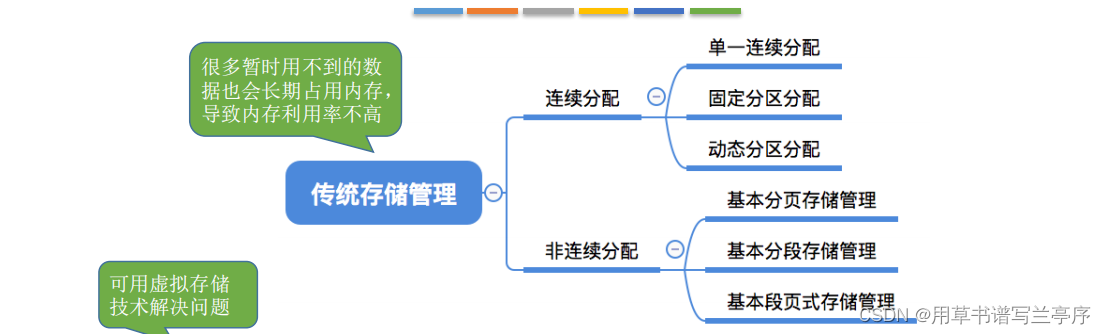 很多暂时用不到的数
据也会长期占用内存，
导致内存利用率不高
传统存储管理
连续分配
单一连续分配
固定分区分配
动态分区分配
非连续分配
基本分页存储管理
基本分段存储管理
基本段页式存储管理
可用虚拟存储
技术解决问题
CSDN @用草书谱写兰亭序